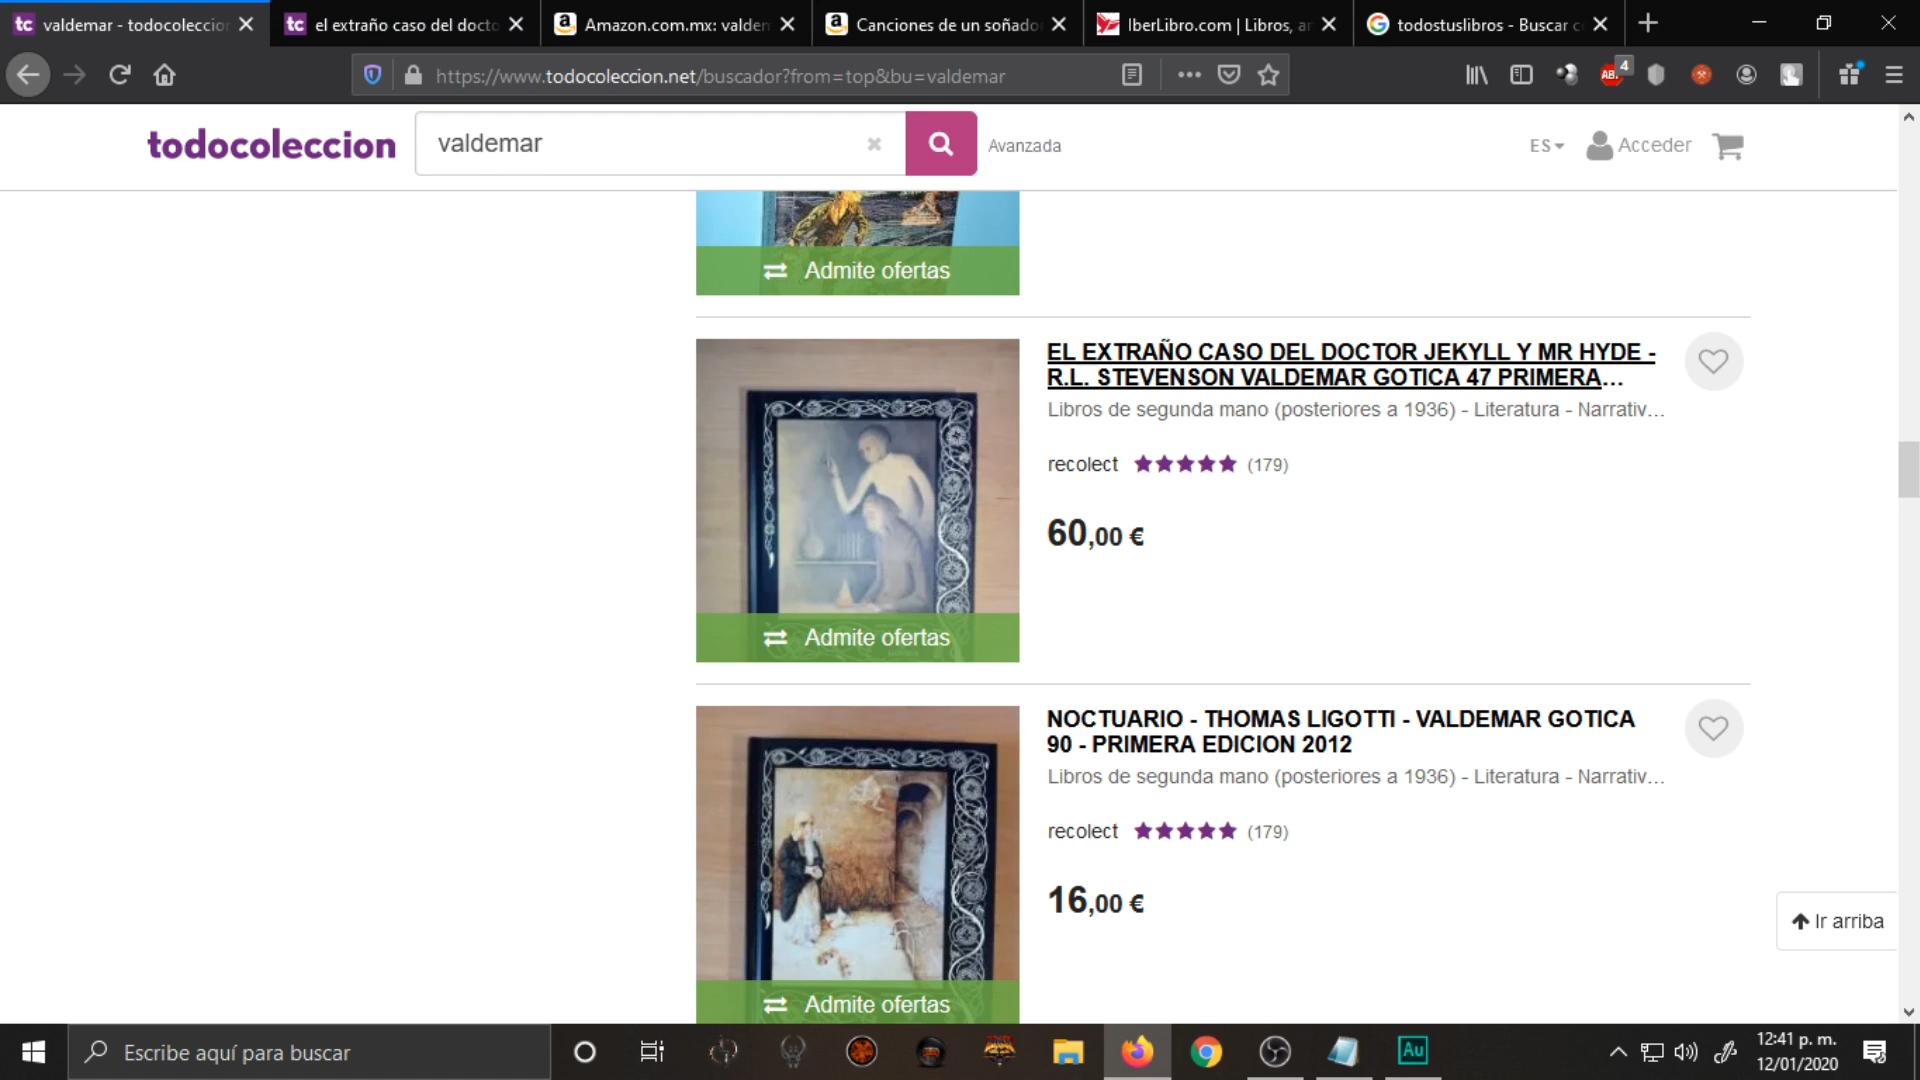 valdemar - todocoleccion
el extraño caso del docto
Amazon.com.mx: valdem
Canciones de un soñado
IberLibro.com | Libros, ar
todostuslibros - Buscar c
https://www.todocoleccion.net/buscador?from=top&bu=valdemar
4
todocoleccion
valdemar
Avanzada
ES
Acceder
Admite ofertas
EL EXTRAÑO CASO DEL DOCTOR JEKYLL Y MR HYDE -
R.L. STEVENSON VALDEMAR GOTICA 47 PRIMERA...
Libros de segunda mano (posteriores a 1936) - Literatura - Narrativ...
recolect (179)
60,00 €
Admite ofertas
NOCTUARIO - THOMAS LIGOTTI - VALDEMAR GOTICA
90 - PRIMERA EDICION 2012
Libros de segunda mano (posteriores a 1936) - Literatura - Narrativ...
recolect (179)
16,00 €
Ir arriba
Admite ofertas
Escribe aquí para buscar
Au
12:41 p. m.
12/01/2020